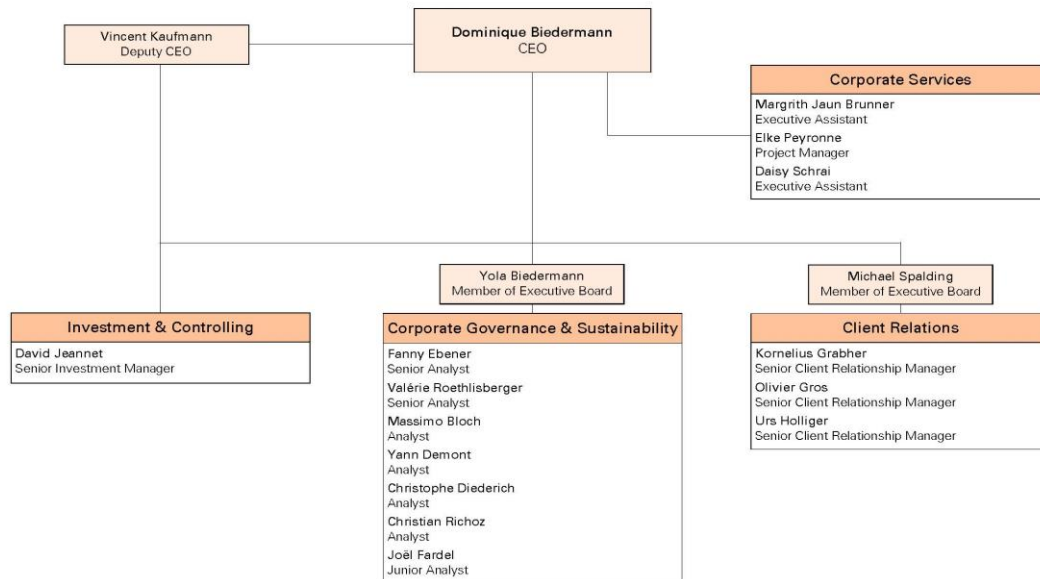 Vincent Kaufmann
Deputy CEO
Dominique Biedermann
CEO
Corporate Services
Margrith Jaun Brunner
Executive Assistant
Elke Peyronne
Project Manager
Daisy Schrai
Executive Assistant
Yola Biedermann
Member of Executive Board
Michael Spalding
Member of Executive Board
Investment & Controlling
David Jeannet
Senior Investment Manager
Corporate Governance & Sustainability
Fanny Ebener
Senior Analyst
Valérie Roethlisberger
Senior Analyst
Massimo Bloch
Analyst
Yann Demont
Analyst
Christophe Diederich
Analyst
Christian Richoz
Analyst
Joël Fardel
Junior Analyst
Client Relations
Kornelius Grabher
Senior Client Relationship Manager
Olivier Gros
Senior Client Relationship Manager
Urs Holliger
Senior Client Relationship Manager